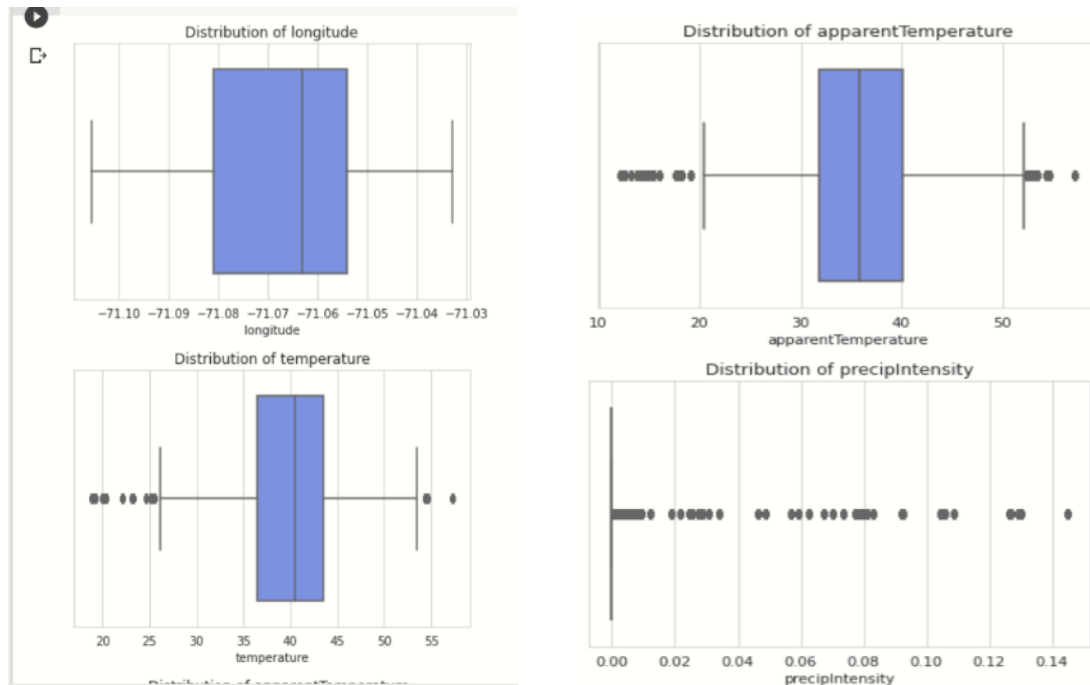 Distribution of longitude
−71.10 −71.09 −71.08 −71.07 −71.06 −71.05 −71.04 −71.03
longitude
Distribution of temperature
20 25 30 35 40 45 50 55
temperature
Distribution of apparentTemperature
Distribution of apparentTemperature
10 20 30 40 50
apparentTemperature
Distribution of precipIntensity
0.00 0.02 0.04 0.06 0.08 0.10 0.12 0.14
precipIntensity